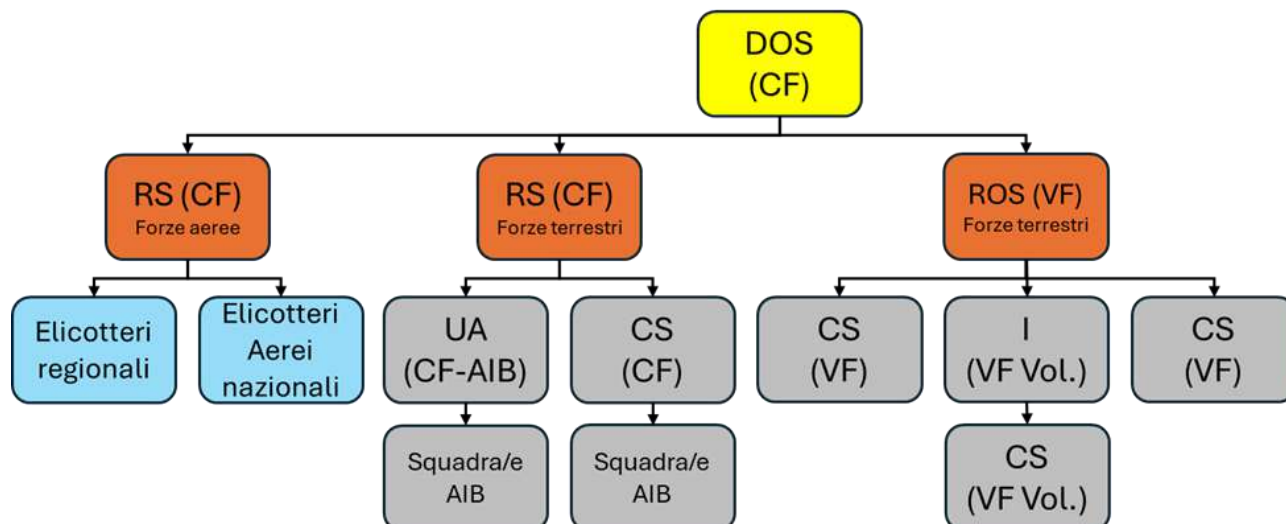 DOS
(CF)
RS (CF)
Forze aeree
RS (CF)
Forze terrestri
ROS (VF)
Forze terrestri
Elicotteri
regionali
Elicotteri
Aerei
nazionali
UA
(CF-AIB)
CS
(CF)
CS
(VF)
I
(VF Vol.)
CS
(VF)
Squadra/e
AIB
Squadra/e
AIB
CS
(VF Vol.)